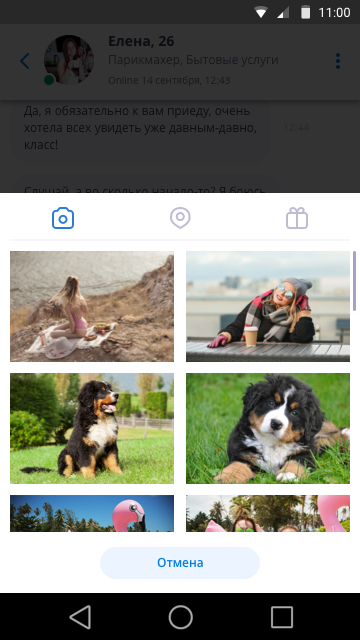 11:00
Елена, 26
Парикмахер, Бытовые услуги
Online 14 сентября, 12:43
Да, я обязательно к вам приеду, очень
хотела всех увидеть уже давным-давно,
класс!
12:44
Слушай, а во сколько начало-то? Я боюсь
Отмена